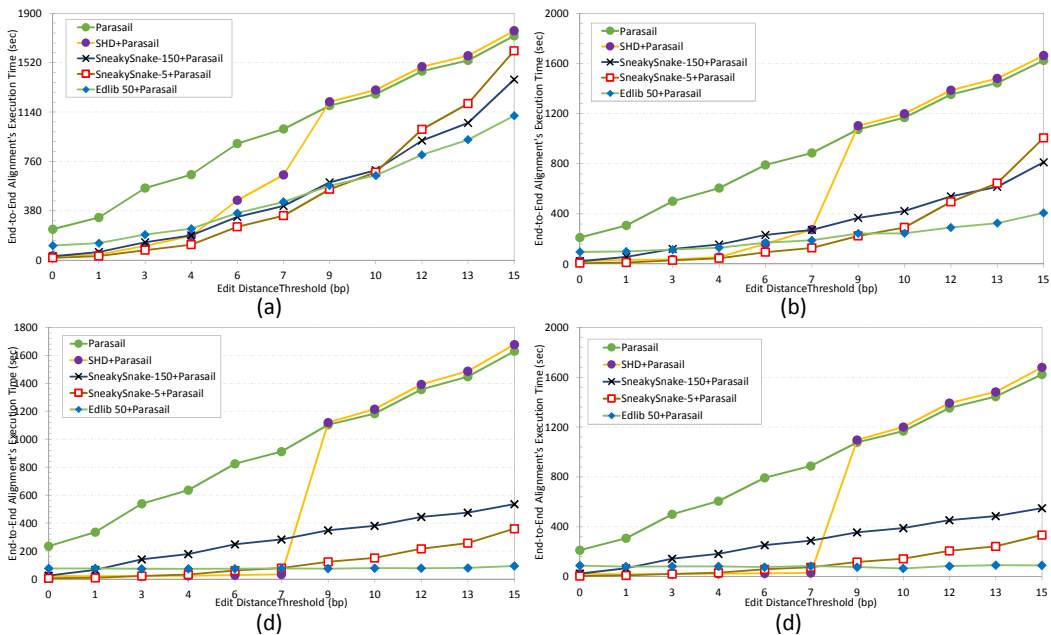 1900
1520
1140
760
380
0
End-to-End Alignment's Execution Time (sec)
Parasail
SHD+Parasail
SneakySnake-150+Parasail
SneakySnake-5+Parasail
Edlib 50+Parasail
0 1 3 4 6 7 9 10 12 13 15
Edit DistanceThreshold (bp)
(a)
2000
1600
1200
800
400
0
End-to-End Alignment's Execution Time (sec)
Parasail
SHD+Parasail
SneakySnake-150+Parasail
SneakySnake-5+Parasail
Edlib 50+Parasail
0 1 3 4 6 7 9 10 12 13 15
Edit DistanceThreshold (bp)
(b)
1800
1600
1400
1200
1000
800
600
400
200
0
End-to-End Alignment's Execution Time (sec)
Parasail
SHD+Parasail
SneakySnake-150+Parasail
SneakySnake-5+Parasail
Edlib 50+Parasail
0 1 3 4 6 7 9 10 12 13 15
Edit DistanceThreshold (bp)
(d)
2000
1600
1200
800
400
0
End-to-End Alignment's Execution Time (sec)
Parasail
SHD+Parasail
SneakySnake-150+Parasail
SneakySnake-5+Parasail
Edlib 50+Parasail
0 1 3 4 6 7 9 10 12 13 15
Edit DistanceThreshold (bp)
(d)